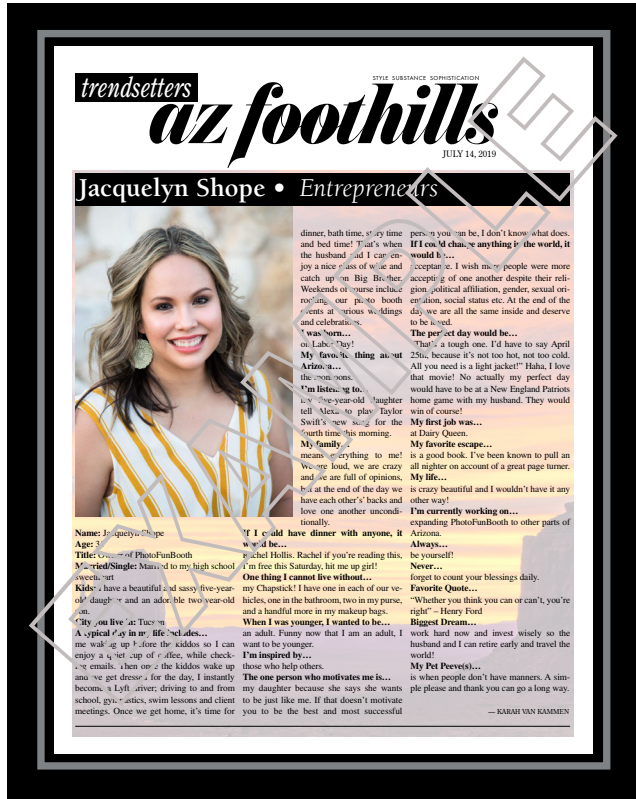 trendsetters
STYLE SUBSTANCE SOPHISTICATION
az foothills
JULY 14, 2019
Jacquelyn Shope • Entrepreneurs
Name: Jacquelyn Shope
Age: 3
Title: Owner of PhotoFunBooth
Married/Single: Married to my high school
sweetheart
Kids: I have a beautiful and sassy five-year-
old daughter and an adorable two-year-old
son.
City you live in: Tucson
A typical day in my life includes…
me waking up before the kiddos so I can
enjoy a quiet cup of coffee, while check-
ing emails. Then once the kiddos wake up
and we get dressed for the day, I instantly
become a Lyft driver; driving to and from
school, gymnastics, swim lessons and client
meetings. Once we get home, it's time for
dinner, bath time, story time
and bed time! That's when
the husband and I can en-
joy a nice glass of wine and
catch up on Big Brother.
Weekends of course include
rocking our photo booth
events at various weddings
and celebrations.
I was born…
on Labor Day!
My favorite thing about
Arizona…
the monsoons.
I'm listening to…
my five-year-old daughter
tell Alexa to play Taylor
Swift's new song for the
fourth time this morning.
My family…
means everything to me!
We are loud, we are crazy
and we are full of opinions,
but at the end of the day we
have each other's' backs and
love one another uncondi-
tionally.
If I could have dinner with anyone, it
would be…
Rachel Hollis. Rachel if you're reading this,
I'm free this Saturday, hit me up girl!
One thing I cannot live without…
my Chapstick! I have one in each of our ve-
hicles, one in the bathroom, two in my purse,
and a handful more in my makeup bags.
When I was younger, I wanted to be…
an adult. Funny now that I am an adult, I
want to be younger.
I'm inspired by…
those who help others.
The one person who motivates me is…
my daughter because she says she wants
to be just like me. If that doesn't motivate
you to be the best and most successful
person you can be, I don't know what does.
If I could change anything in the world, it
would be…
acceptance. I wish more people were more
accepting of one another despite their reli-
gion, political affiliation, gender, sexual ori-
entation, social status etc. At the end of the
day we are all the same inside and deserve
to be loved.
The perfect day would be…
"That's a tough one. I'd have to say April
25th, because it's not too hot, not too cold.
All you need is a light jacket!" Haha, I love
that movie! No actually my perfect day
would have to be at a New England Patriots
home game with my husband. They would
win of course!
My first job was…
at Dairy Queen.
My favorite escape…
is a good book. I've been known to pull an
all nighter on account of a great page turner.
My life…
is crazy beautiful and I wouldn't have it any
other way!
I'm currently working on…
expanding PhotoFunBooth to other parts of
Arizona.
Always…
be yourself!
Never…
forget to count your blessings daily.
Favorite Quote…
"Whether you think you can or can't, you're
right" – Henry Ford
Biggest Dream…
work hard now and invest wisely so the
husband and I can retire early and travel the
world!
My Pet Peeve(s)…
is when people don't have manners. A sim-
ple please and thank you can go a long way.
— KARAH VAN KAMMEN
EXAMPLE